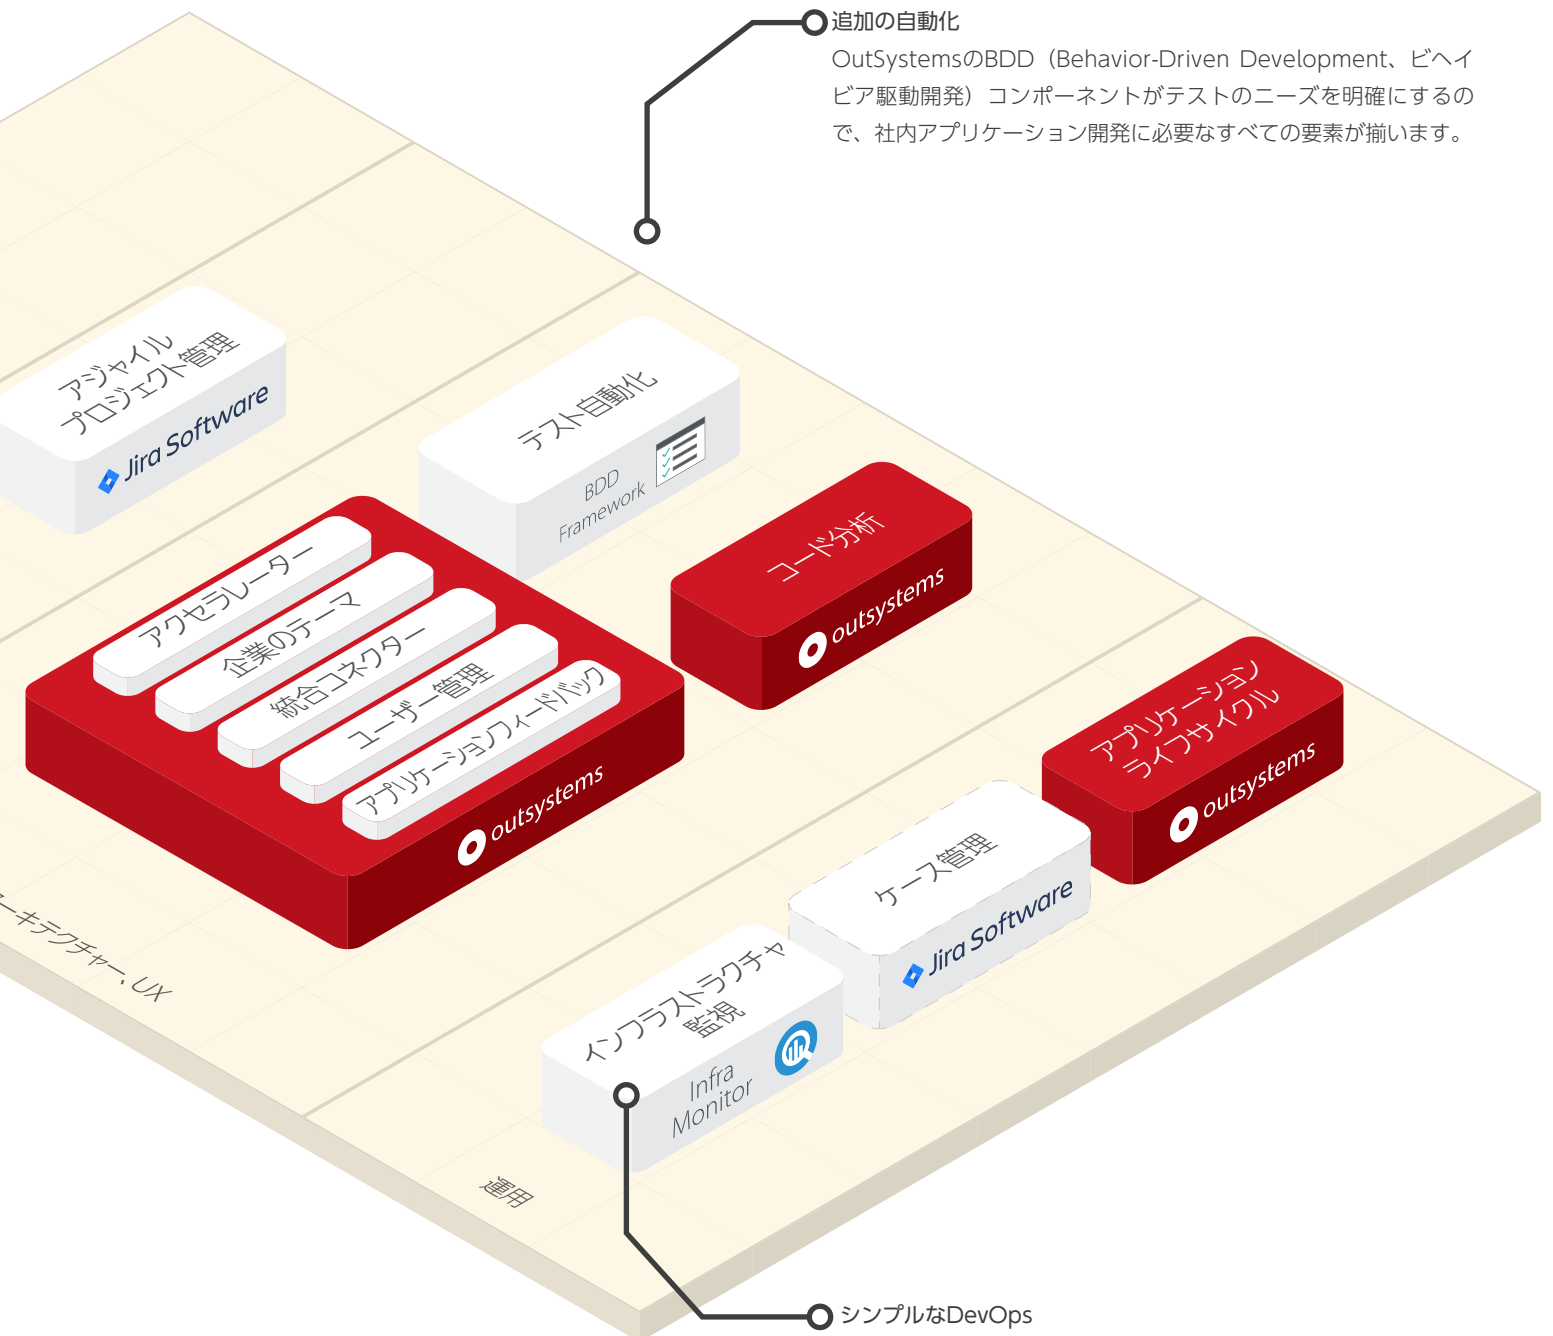 追加の自動化
OutSystemsのBDD（Behavior-Driven Development、ビヘイ
ビア駆動開発）コンポーネントがテストのニーズを明確にするの
で、社内アプリケーション開発に必要なすべての要素が揃います。
アジャイル
プロジェクト管理
Jira Software
テスト自動化
BDD
Framework
コード分析
outsystems
アクセラレーター
企業のテーマ
統合コネクター
ユーザー管理
アプリケーションフィードバック
outsystems
アプリケーション
ライフサイクル
outsystems
ケース管理
Jira Software
インフラストラクチャ
監視
Infra
Monitor
ーキテクチャー、UX
運用
シンプルなDevOps